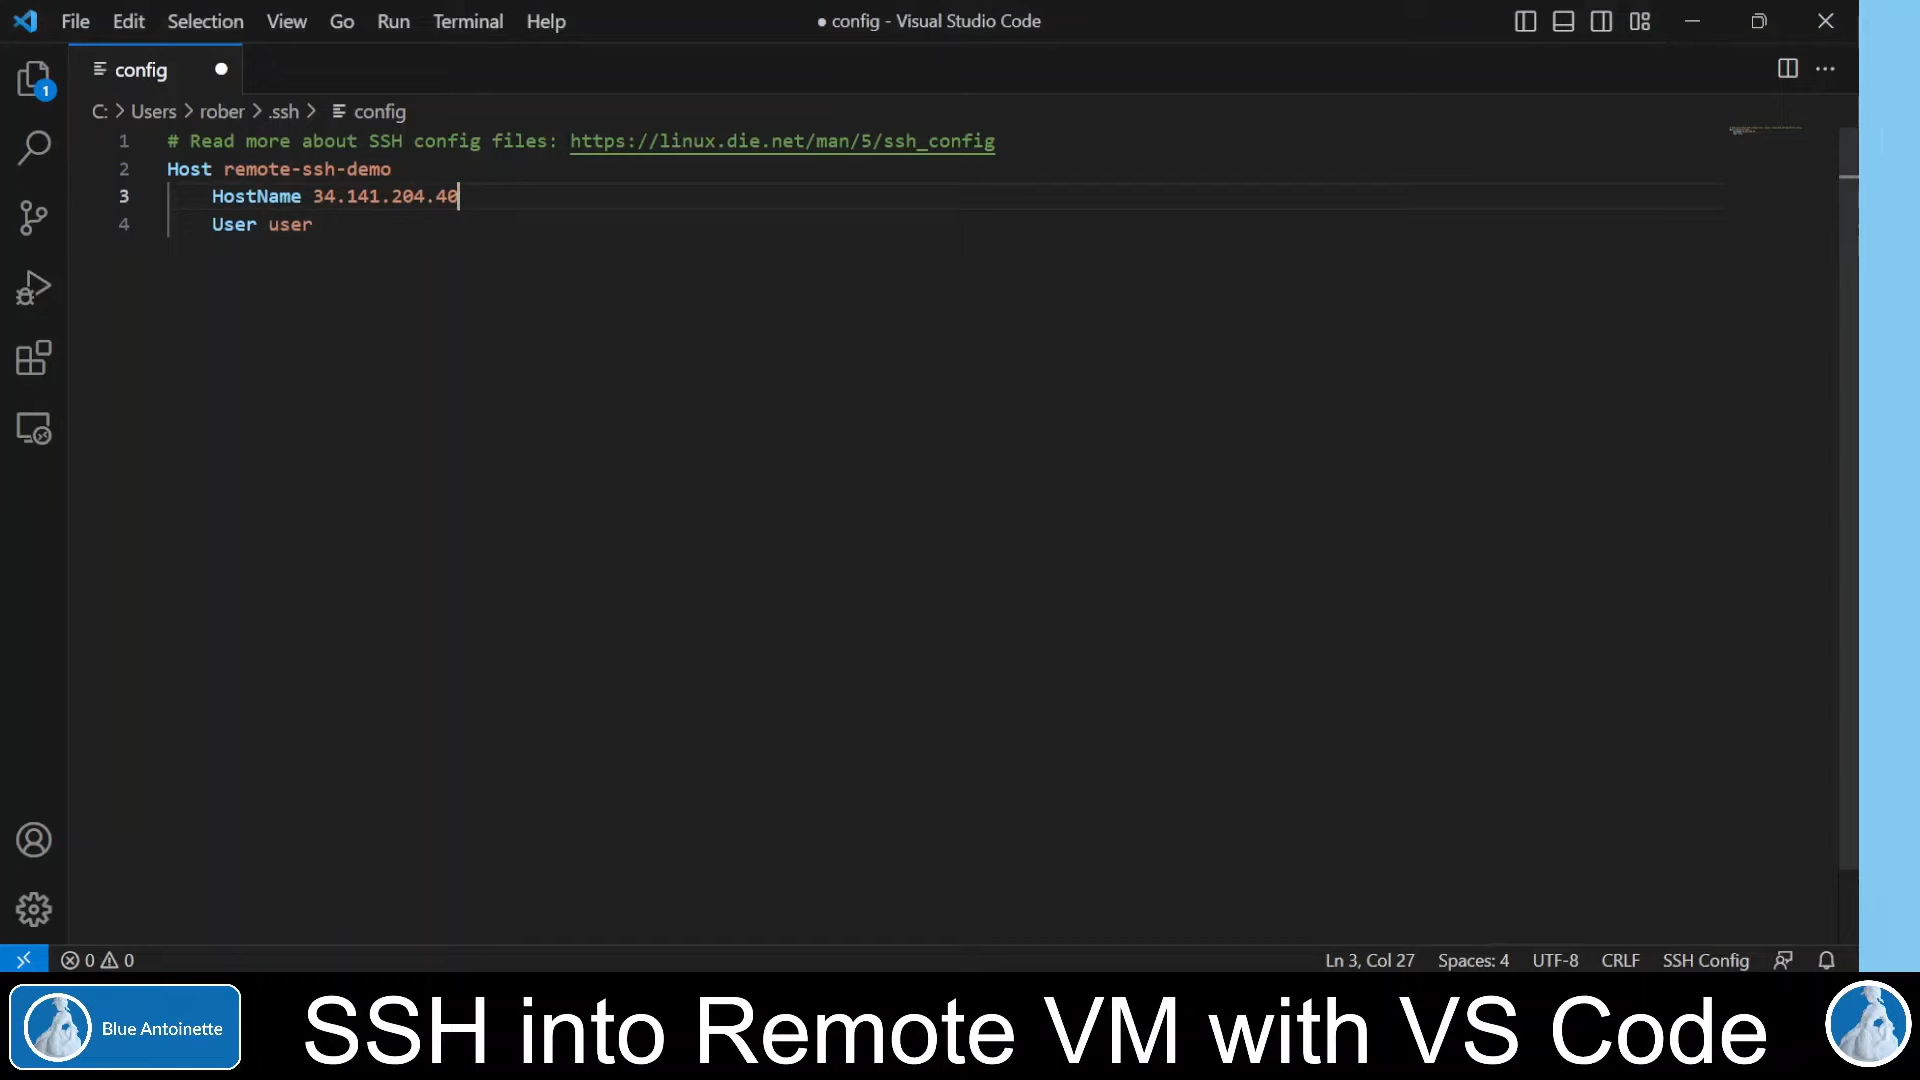 File Edit Selection View Go Run Terminal Help
● config - Visual Studio Code
config
1
C: > Users > rober > .ssh > config
1 # Read more about SSH config files: https://linux.die.net/man/5/ssh_config
2 Host remote-ssh-demo
3 HostName 34.141.204.40
4 User user
0 0
Ln 3, Col 27 Spaces: 4 UTF-8 CRLF SSH Config
Blue Antoinette
SSH into Remote VM with VS Code